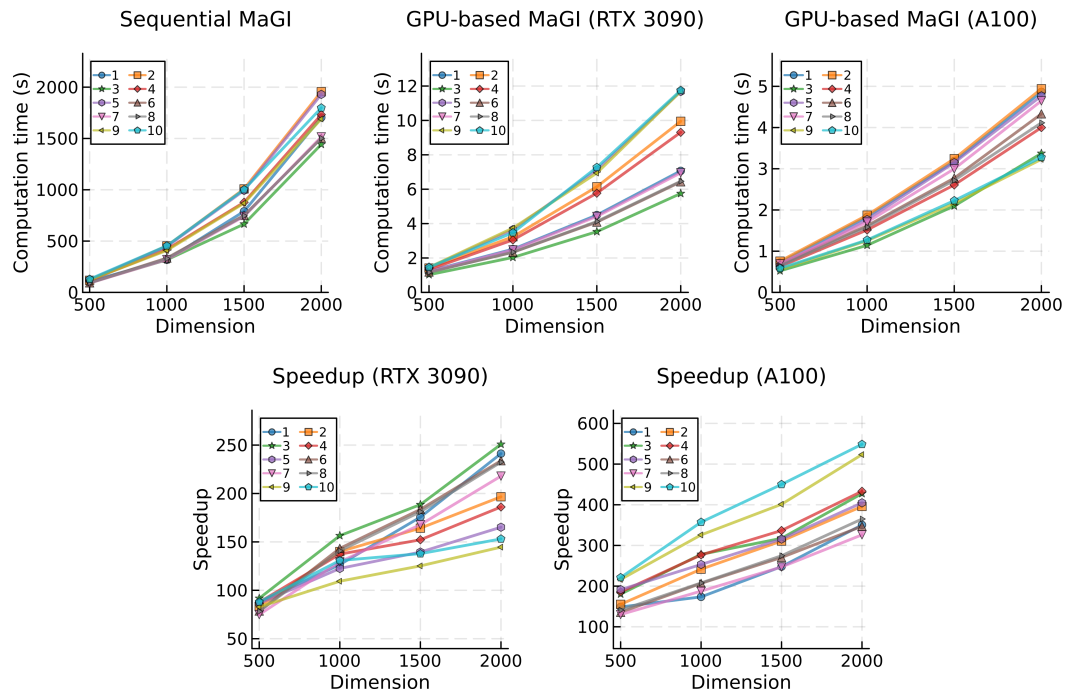 Sequential MaGI
GPU-based MaGI (RTX 3090)
GPU-based MaGI (A100)
Computation time (s)
2000
1500
1000
500
0
1 2
3 4
5 6
7 8
9 10
500 1000 1500 2000
Dimension
Computation time (s)
12
10
8
6
4
2
0
1 2
3 4
5 6
7 8
9 10
500 1000 1500 2000
Dimension
Computation time (s)
5
4
3
2
1
0
1 2
3 4
5 6
7 8
9 10
500 1000 1500 2000
Dimension
Speedup (RTX 3090)
Speedup (A100)
Speedup
250
200
150
100
50
1 2
3 4
5 6
7 8
9 10
500 1000 1500 2000
Dimension
Speedup
600
500
400
300
200
100
1 2
3 4
5 6
7 8
9 10
500 1000 1500 2000
Dimension